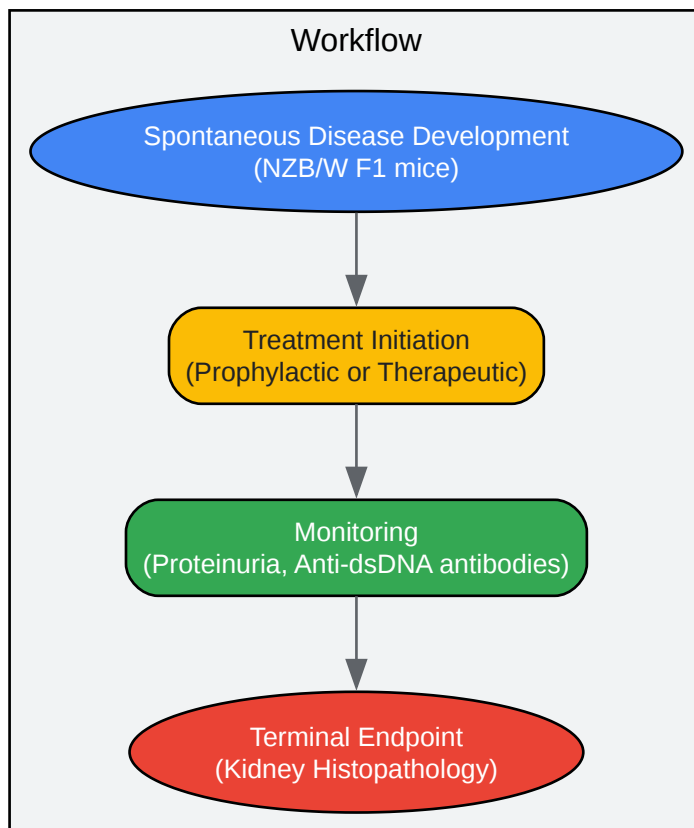 Workflow
Spontaneous Disease Development
(NZB/W F1 mice)
Treatment Initiation
(Prophylactic or Therapeutic)
Monitoring
(Proteinuria, Anti-dsDNA antibodies)
Terminal Endpoint
(Kidney Histopathology)